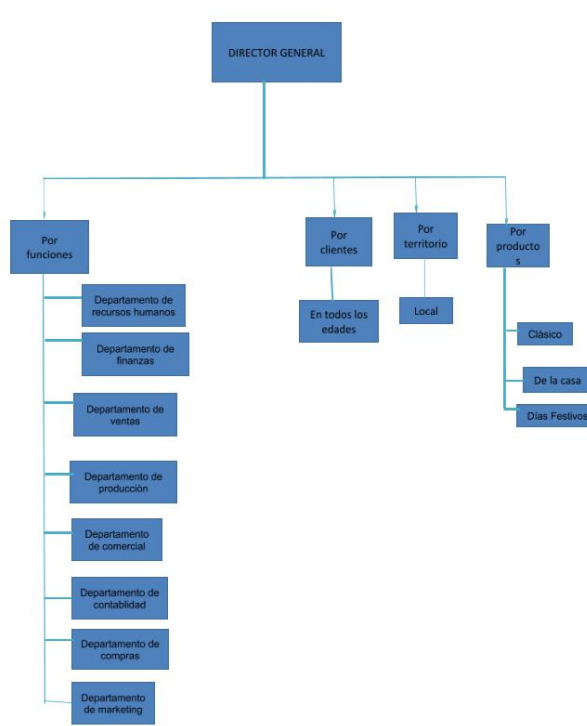 DIRECTOR GENERAL
Por
funciones
Por
clientes
Por
territorio
Por
producto
s
Departamento de
recursos humanos
Departamento de
finanzas
Departamento de
ventas
Departamento de
producción
Departamento
de comercial
Departamento de
contablidad
Departamento de
compras
Departamento
de marketing
En todos los
edades
Local
Clásico
De la casa
Días Festivos